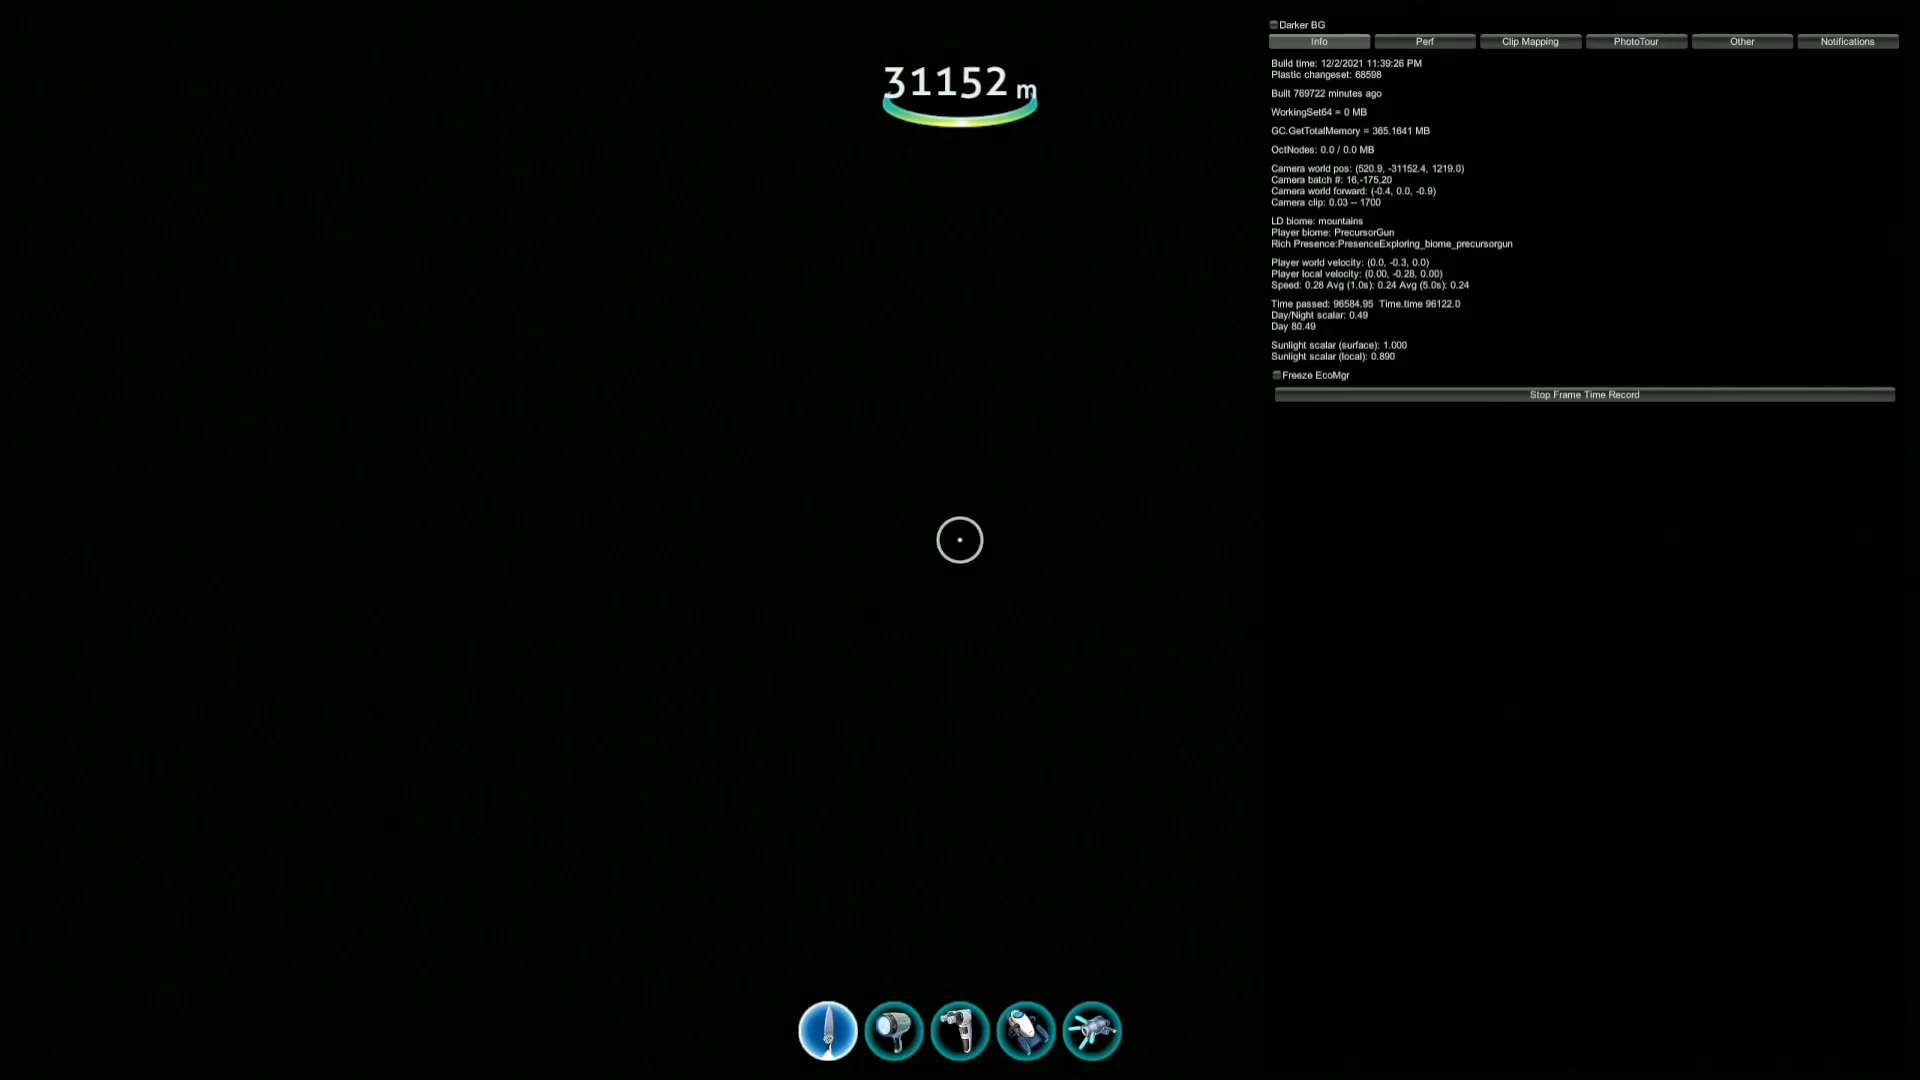 31152 m
Darker BG
Info Perf Clip Mapping PhotoTour Other Notifications
Build time: 12/2/2021 11:39:26 PM
Plastic changeset: 68598
Built 769722 minutes ago
WorkingSet64 = 0 MB
GC.GetTotalMemory = 365.1641 MB
OctNodes: 0.0 / 0.0 MB
Camera world pos: (520.9, -31152.4, 1219.0)
Camera batch #: 16,-175,20
Camera world forward: (-0.4, 0.0, -0.9)
Camera clip: 0.03 -- 1700
LD biome: mountains
Player biome: PrecursorGun
Rich Presence:PresenceExploring_biome_precursorgun
Player world velocity: (0.0, -0.3, 0.0)
Player local velocity: (0.00, -0.28, 0.00)
Speed: 0.28 Avg (1.0s): 0.24 Avg (5.0s): 0.24
Time passed: 96584.95 Time.time 96122.0
Day/Night scalar: 0.49
Day 80.49
Sunlight scalar (surface): 1.000
Sunlight scalar (local): 0.890
Freeze EcoMgr
Stop Frame Time Record